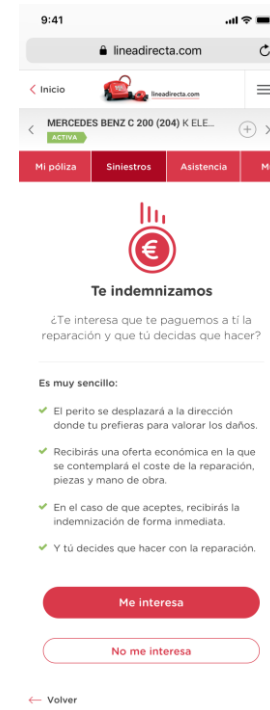 9:41
lineadirecta.com
Inicio
lineadirecta.com
MERCEDES BENZ C 200 (204) K ELE...
ACTIVA
Mi póliza Siniestros Asistencia M
€
Te indemnizamos
¿Te interesa que te paguemos a tí la
reparación y que tú decidas que hacer?
Es muy sencillo:
El perito se desplazará a la dirección
donde tu prefieras para valorar los daños.
Recibirás una oferta económica en la que
se contemplará el coste de la reparación,
piezas y mano de obra.
En el caso de que aceptes, recibirás la
indemnización de forma inmediata.
Y tú decides que hacer con la reparación.
Me interesa
No me interesa
Volver